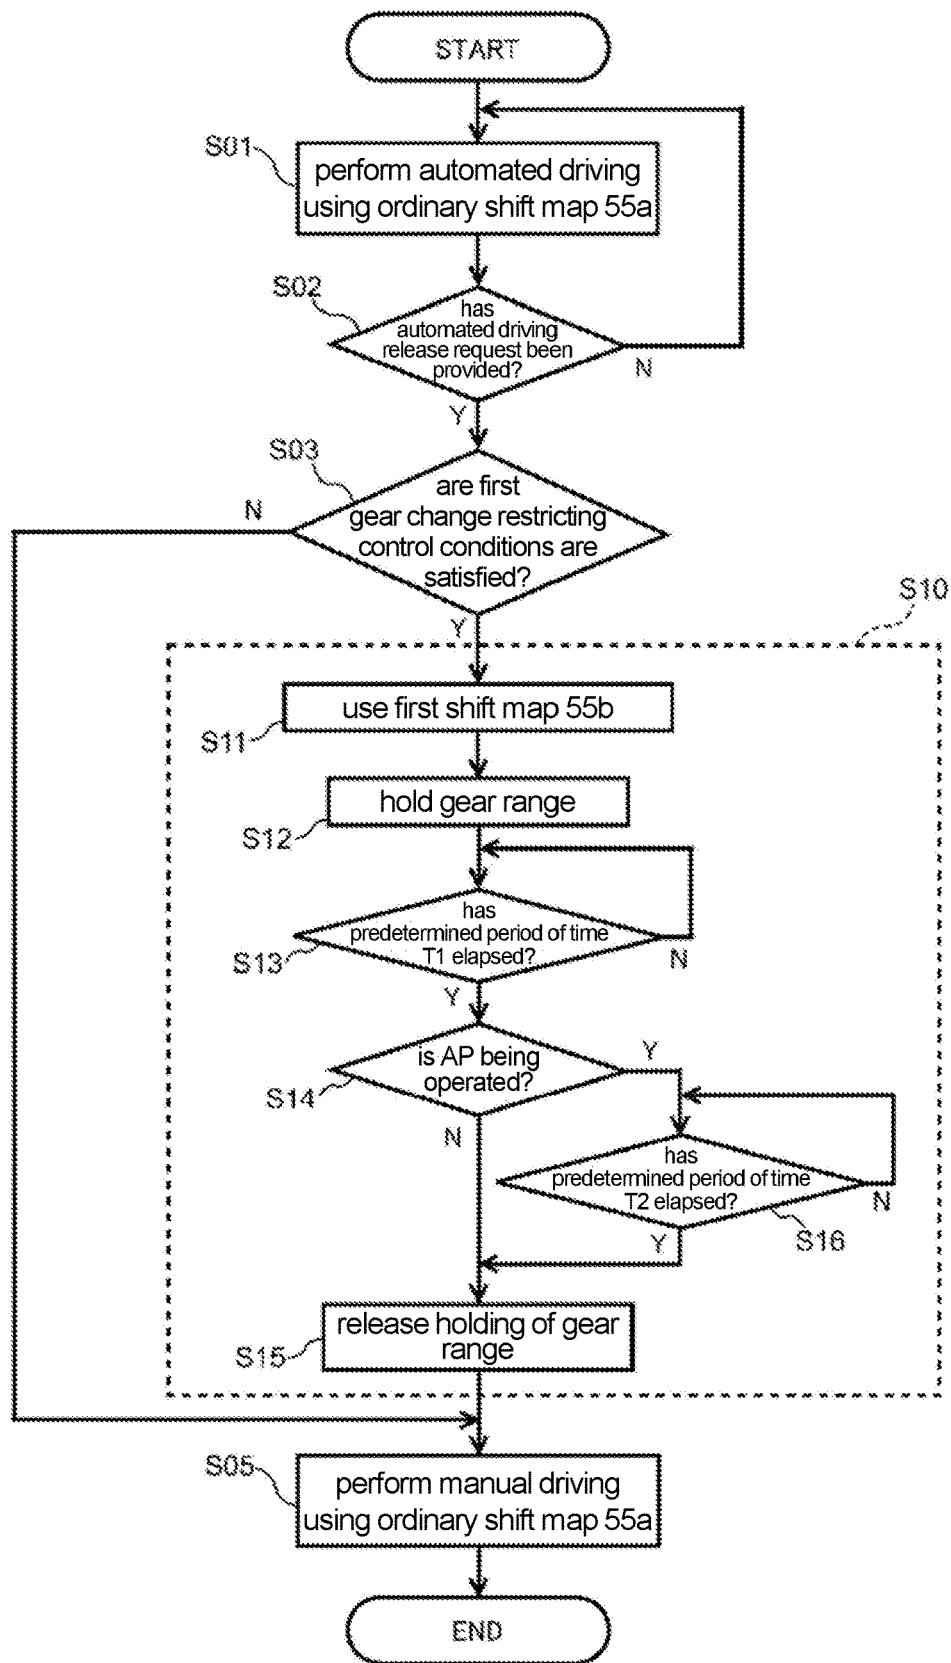 START
S01
perform automated driving
using ordinary shift map 55a
S02
has
automated driving
release request been
provided?
N
Y
S03
are first
gear change restricting
control conditions are
satisfied?
N
Y
S10
use first shift map 55b
S11
hold gear range
S12
has
predetermined period of time
T1 elapsed?
S13
N
Y
is AP being
operated?
Y
S14
N
has
predetermined period of time
T2 elapsed?
N
S16
Y
release holding of gear
range
S15
S05
perform manual driving
using ordinary shift map 55a
END